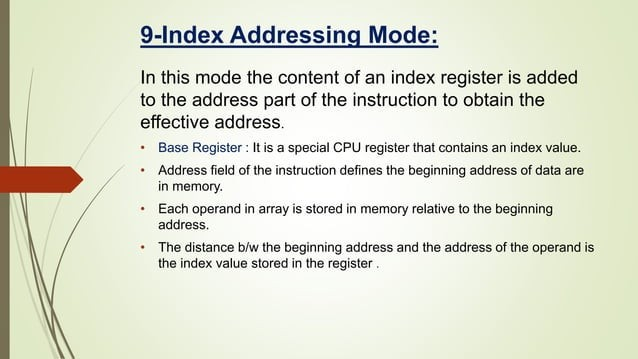 9-Index Addressing Mode:
In this mode the content of an index register is added
to the address part of the instruction to obtain the
effective address.
• Base Register : It is a special CPU register that contains an index value.
• Address field of the instruction defines the beginning address of data are
in memory.
• Each operand in array is stored in memory relative to the beginning
address.
• The distance b/w the beginning address and the address of the operand is
the index value stored in the register .